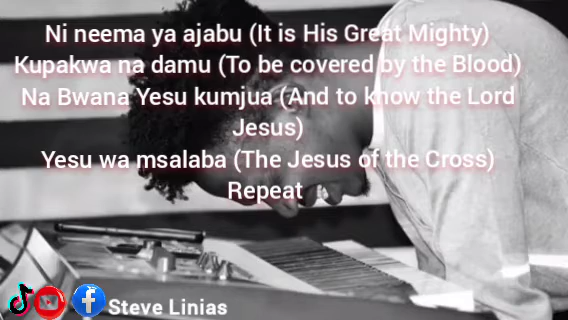 Ni neema ya ajabu (It is His Great Mighty)
Kupakwa na damu (To be covered by the Blood)
Na Bwana Yesu kumjua (And to know the Lord
Jesus)
Yesu wa msalaba (The Jesus of the Cross)
Repeat
Steve Linias